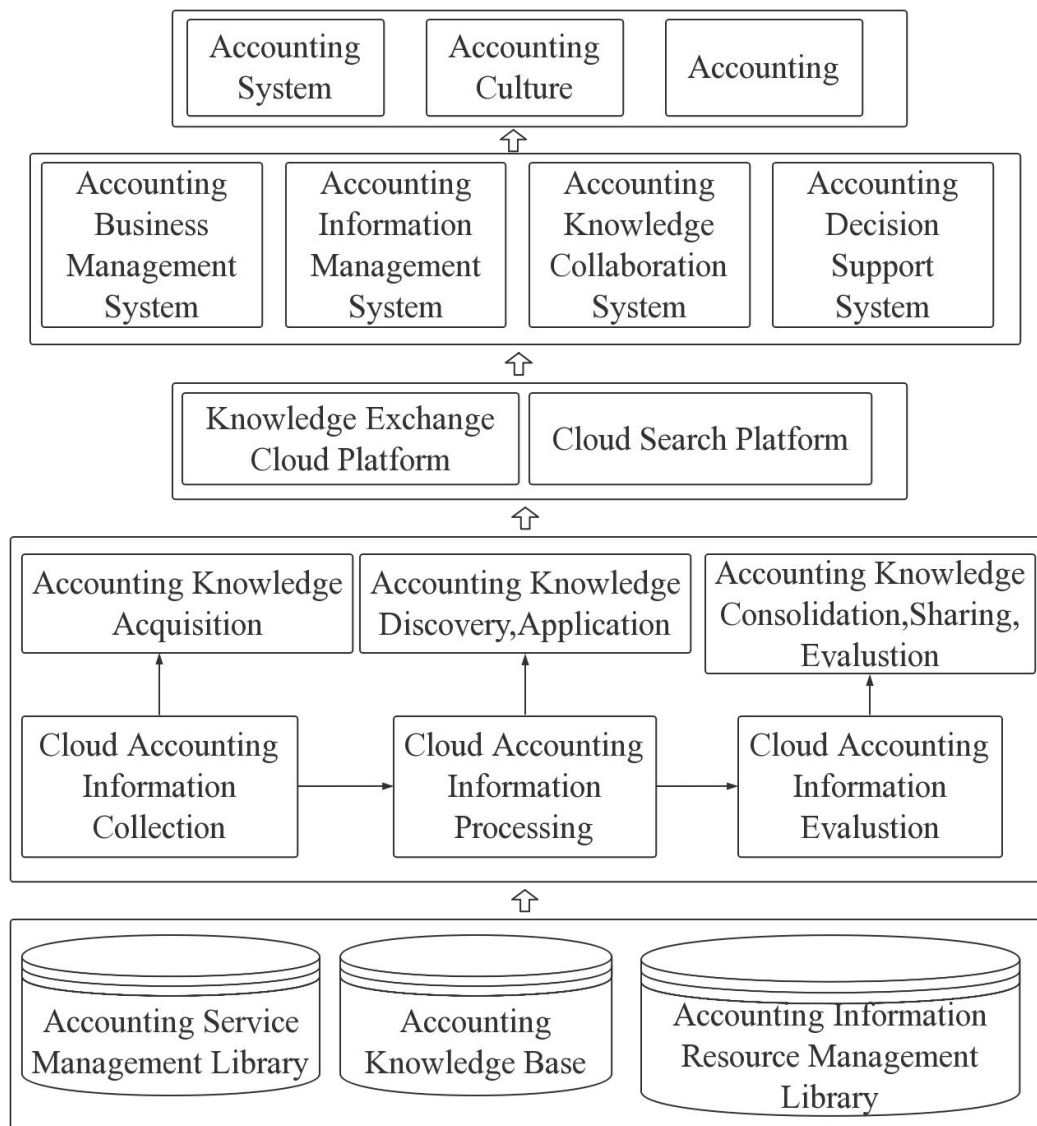 Accounting
System
Accounting
Culture
Accounting
Accounting
Business
Management
System
Accounting
Information
Management
System
Accounting
Knowledge
Collaboration
System
Accounting
Decision
Support
System
Knowledge Exchange
Cloud Platform
Cloud Search Platform
Accounting Knowledge
Acquisition
Accounting Knowledge
Discovery,Application
Accounting Knowledge
Consolidation,Sharing,
Evalustion
Cloud Accounting
Information
Collection
Cloud Accounting
Information
Processing
Cloud Accounting
Information
Evalustion
Accounting Service
Management Library
Accounting
Knowledge Base
Accounting Information
Resource Management
Library